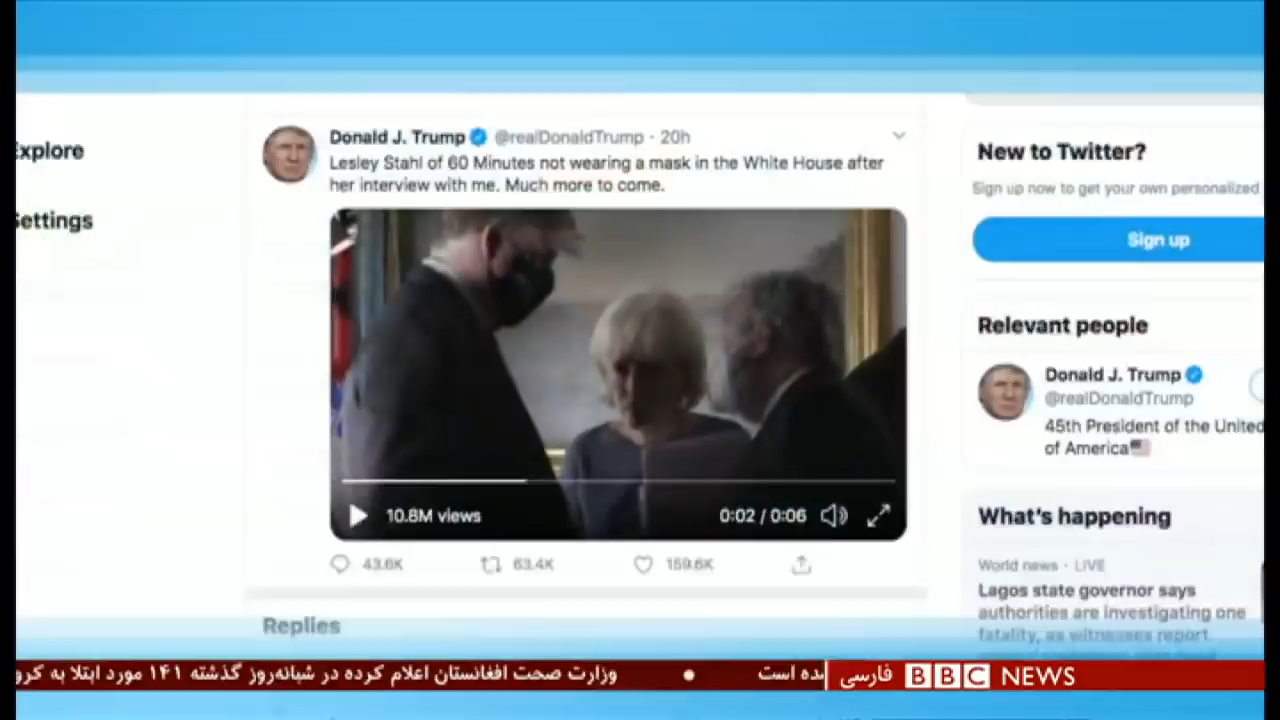 Explore
Settings
Donald J. Trump @realDonaldTrump · 20h
Lesley Stahl of 60 Minutes not wearing a mask in the White House after
her interview with me. Much more to come.
10.8M views
0:02 / 0:06
43.6K
63.4K
159.6K
Replies
New to Twitter?
Sign up now to get your own personalized
Sign up
Relevant people
Donald J. Trump
@realDonaldTrump
45th President of the United
of America
What's happening
World news · LIVE
Lagos state governor says
authorities are investigating one
fatality, as witnesses report
شده است • وزارت صحت افغانستان اعلام کرده در شبانه‌روز گذشته ۱۴۱ مورد ابتلا به کرو
BBC NEWS فارسی